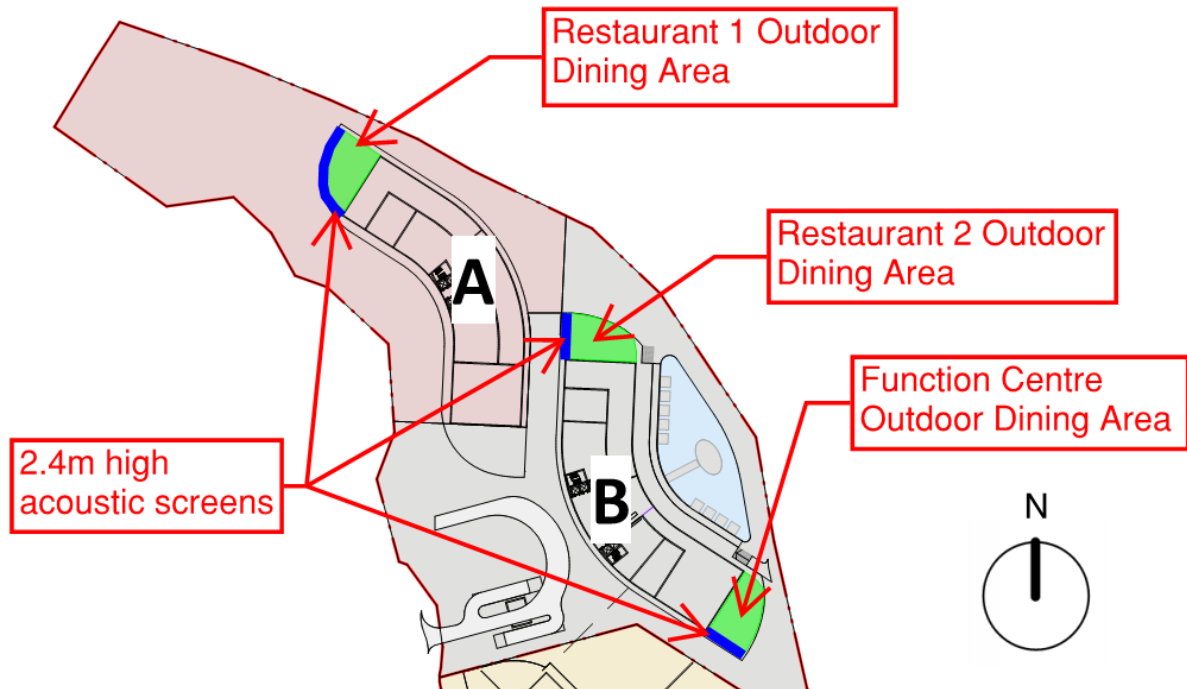 Restaurant 1 Outdoor
Dining Area
Restaurant 2 Outdoor
Dining Area
A
Function Centre
Outdoor Dining Area
2.4m high
acoustic screens
B
N